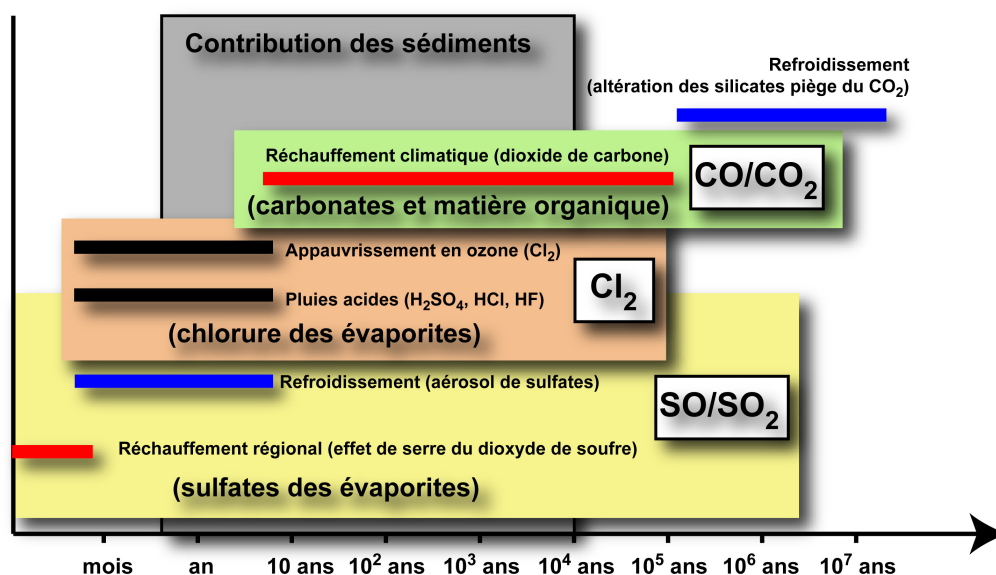 Contribution des sédiments
Refroidissement
(altération des silicates piège du CO₂)
Réchauffement climatique (dioxide de carbone)
CO/CO₂
(carbonates et matière organique)
Appauvrissement en ozone (Cl₂)
Cl₂
Pluies acides (H₂SO₄, HCl, HF)
(chlorure des évaporites)
Refroidissement (aérosol de sulfates)
SO/SO₂
Réchauffement régional (effet de serre du dioxyde de soufre)
(sulfates des évaporites)
mois an 10 ans 10² ans 10³ ans 10⁴ ans 10⁵ ans 10⁶ ans 10⁷ ans